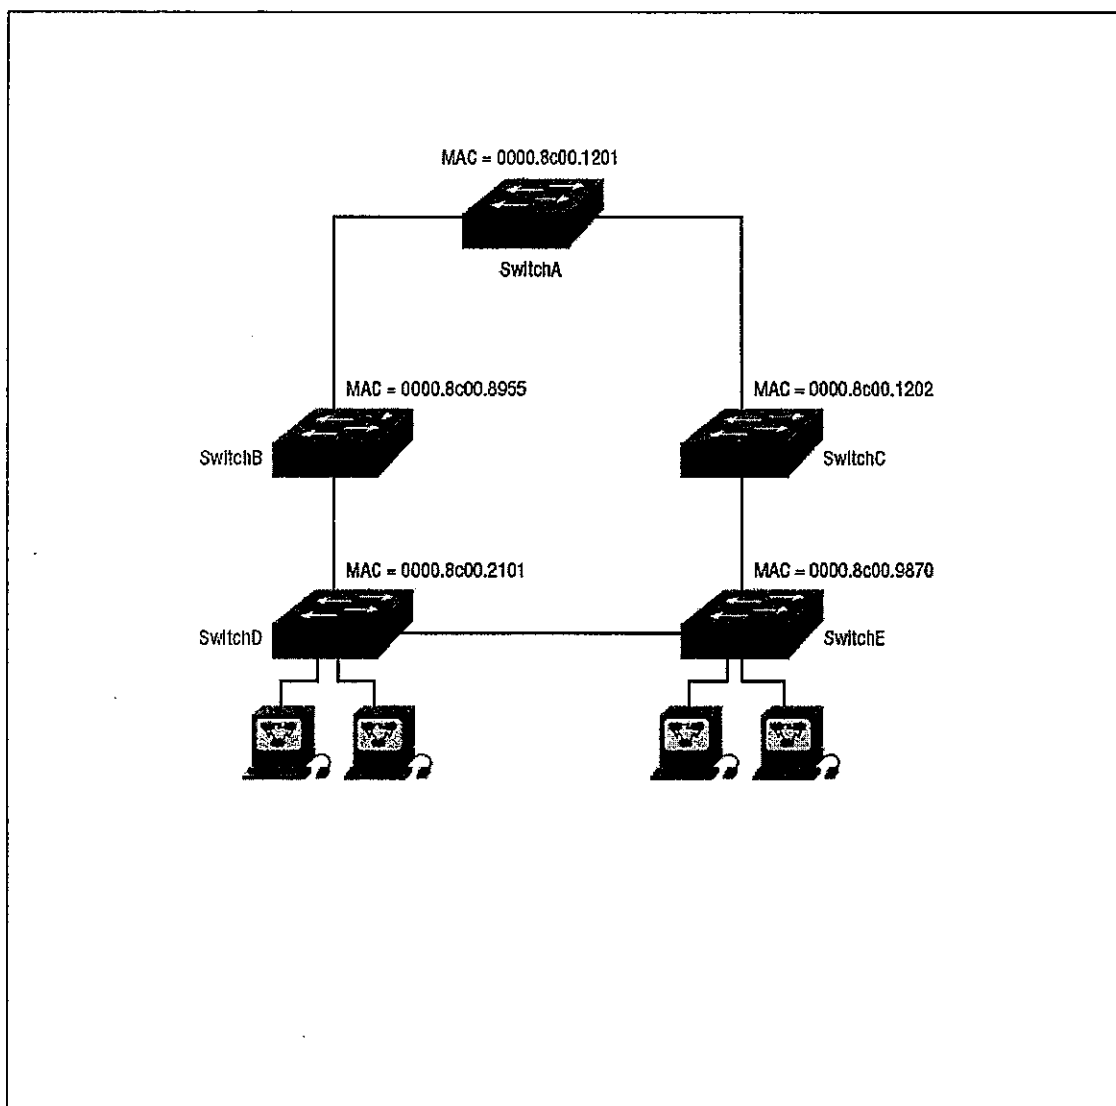 MAC = 0000.8c00.1201
SwitchA
MAC = 0000.8c00.8955
MAC = 0000.8c00.1202
SwitchB
SwitchC
MAC = 0000.8c00.2101
MAC = 0000.8c00.9870
SwitchD
SwitchE